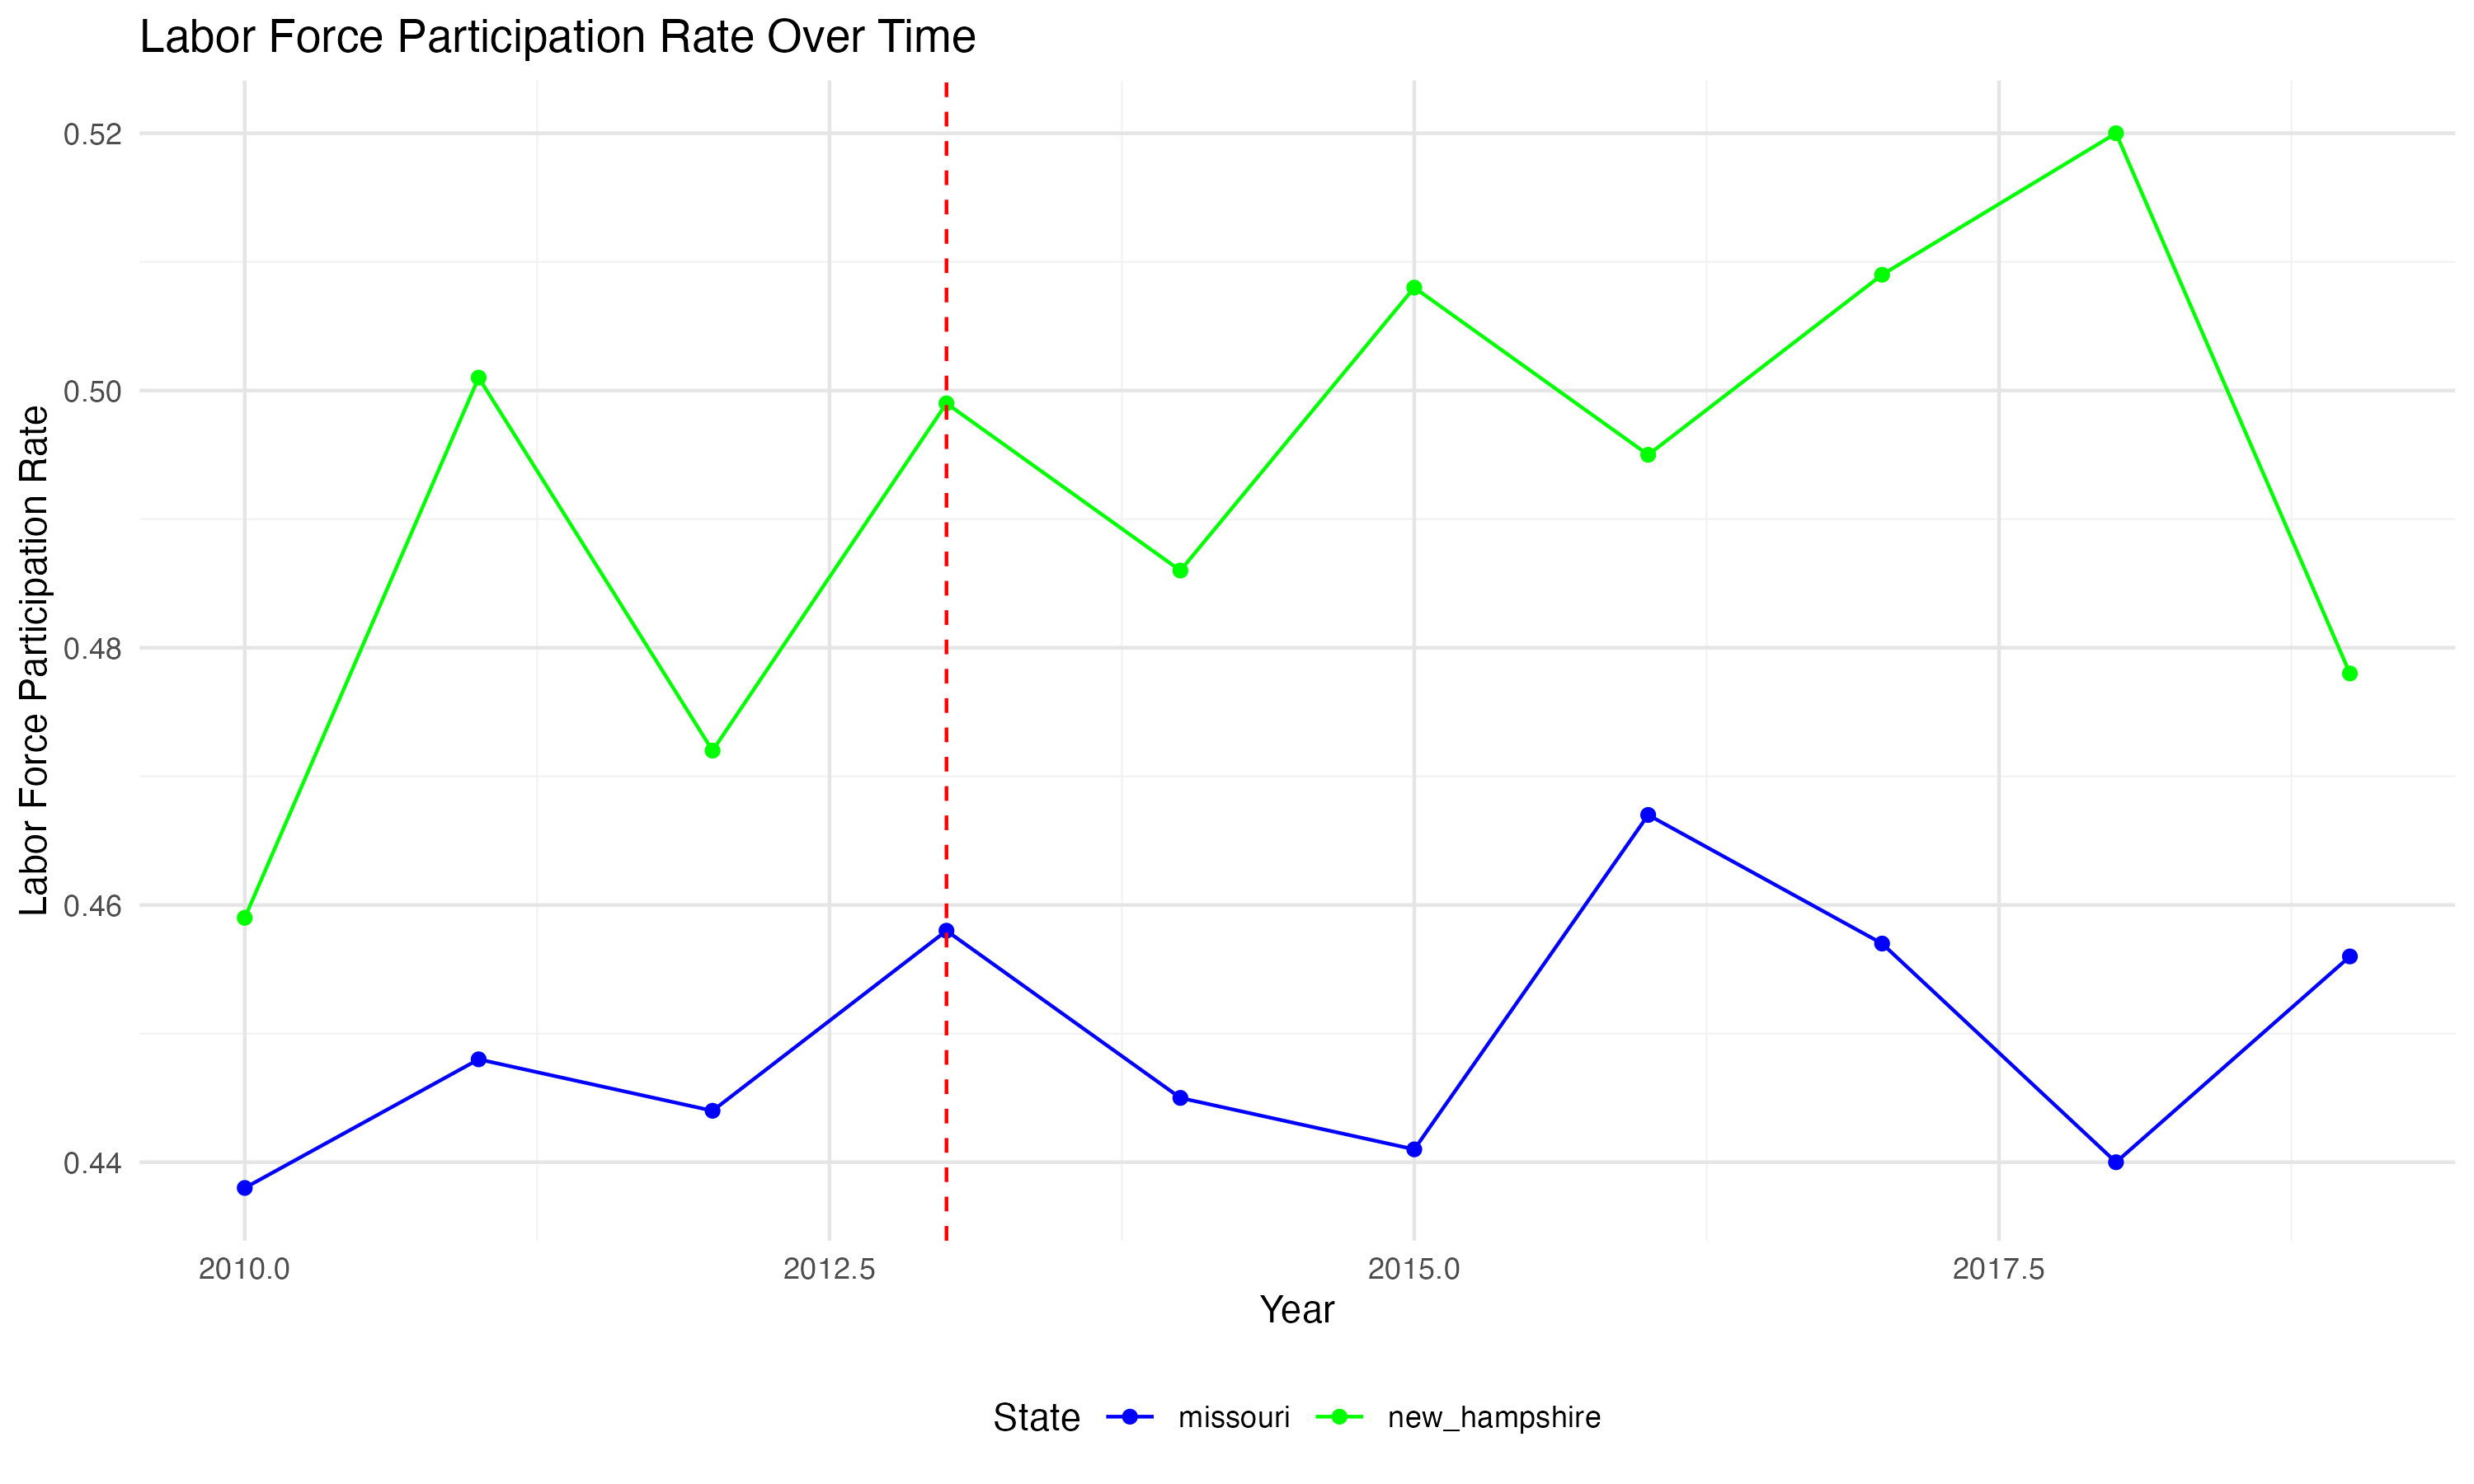 Labor Force Participation Rate Over Time
Labor Force Participation Rate
0.52
0.50
0.48
0.46
0.44
2010.0 2012.5 2015.0 2017.5
Year
State missouri new_hampshire